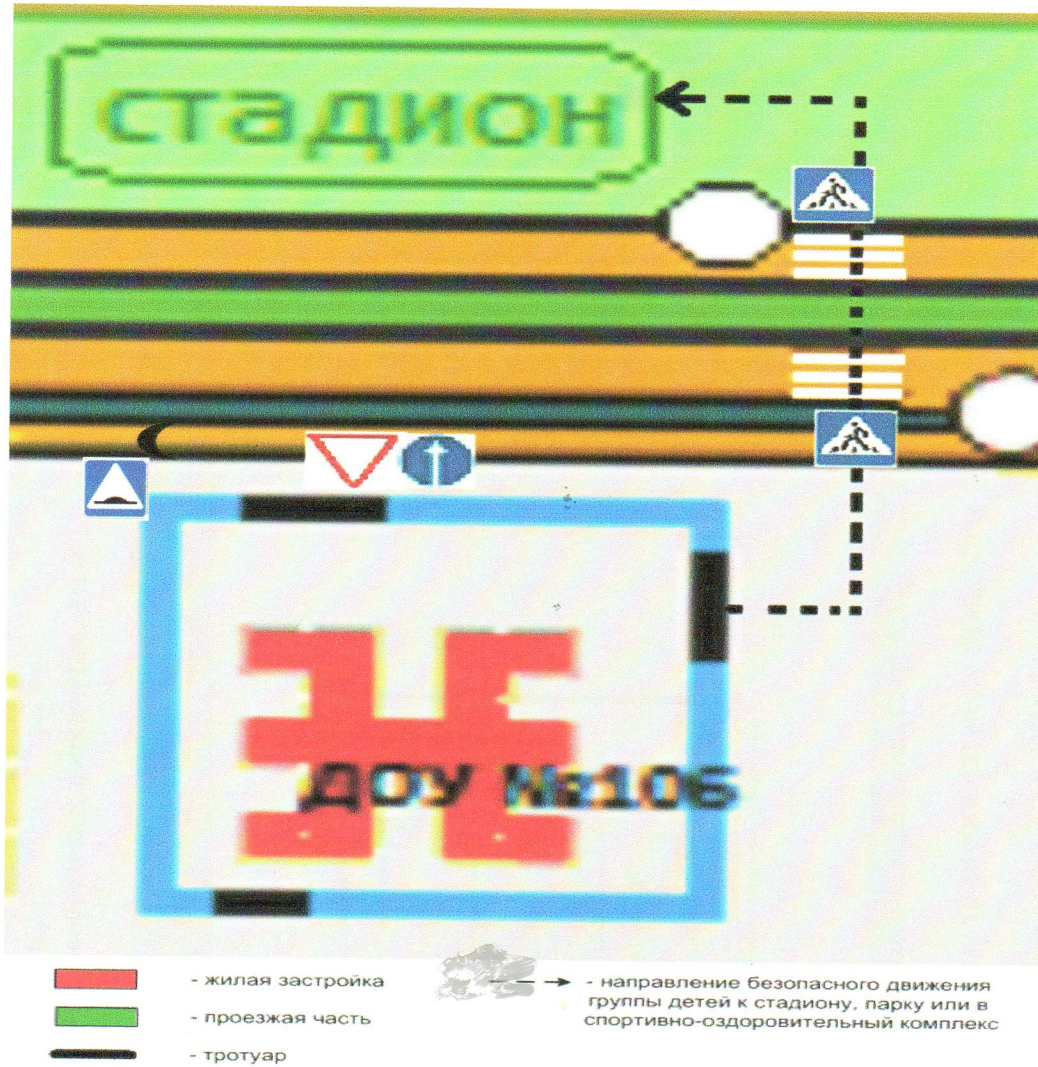 стадион
ДОУ №106
- жилая застройка
- проезжая часть
- тротуар
- направление безопасного движения
группы детей к стадиону, парку или в
спортивно-оздоровительный комплекс